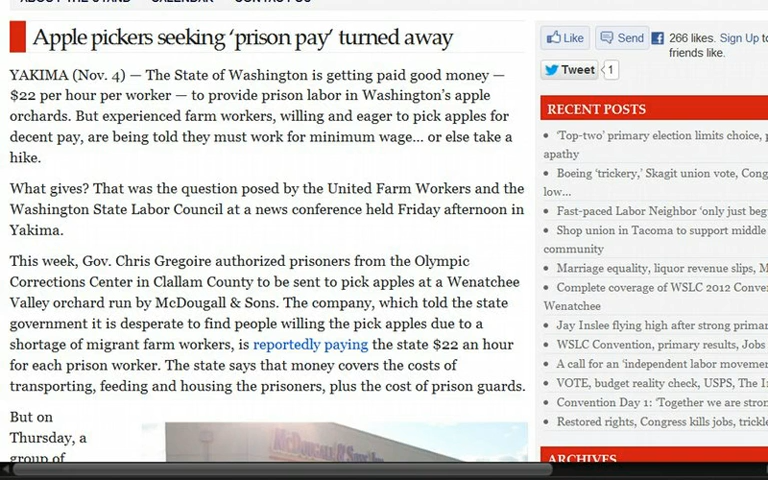 ABOUT THE STAND CALENDAR CONTACT US
Apple pickers seeking ‘prison pay’ turned away
YAKIMA (Nov. 4) — The State of Washington is getting paid good money —
$22 per hour per worker — to provide prison labor in Washington’s apple
orchards. But experienced farm workers, willing and eager to pick apples for
decent pay, are being told they must work for minimum wage... or else take a
hike.
What gives? That was the question posed by the United Farm Workers and the
Washington State Labor Council at a news conference held Friday afternoon in
Yakima.
This week, Gov. Chris Gregoire authorized prisoners from the Olympic
Corrections Center in Clallam County to be sent to pick apples at a Wenatchee
Valley orchard run by McDougall & Sons. The company, which told the state
government it is desperate to find people willing the pick apples due to a
shortage of migrant farm workers, is reportedly paying the state $22 an hour
for each prison worker. The state says that money covers the costs of
transporting, feeding and housing the prisoners, plus the cost of prison guards.
But on
Thursday, a
group of
McDougall & Sons
Like Send 266 likes. Sign Up to
friends like.
Tweet 1
RECENT POSTS
‘Top-two’ primary election limits choice, p
apathy
Boeing ‘trickery,’ Skagit union vote, Cong
low…
Fast-paced Labor Neighbor ‘only just beg
Shop union in Tacoma to support middle
community
Marriage equality, liquor revenue slips, M
Complete coverage of WSLC 2012 Conve
Wenatchee
Jay Inslee flying high after strong primar
WSLC Convention, primary results, Jobs
A call for an ‘independent labor movemen
VOTE, budget reality check, USPS, The I
Convention Day 1: ‘Together we are stron
Restored rights, Congress kills jobs, trickle
ARCHIVES